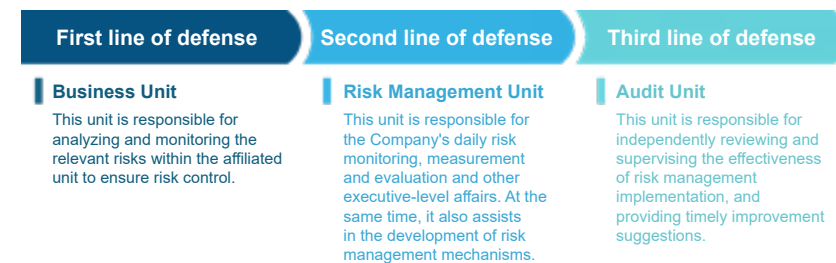 First line of defense
Second line of defense
Third line of defense
Business Unit
This unit is responsible for
analyzing and monitoring the
relevant risks within the affiliated
unit to ensure risk control.
Risk Management Unit
This unit is responsible for
the Company's daily risk
monitoring, measurement
and evaluation and other
executive-level affairs. At the
same time, it also assists
in the development of risk
management mechanisms.
Audit Unit
This unit is responsible for
independently reviewing and
supervising the effectiveness
of risk management
implementation, and
providing timely improvement
suggestions.